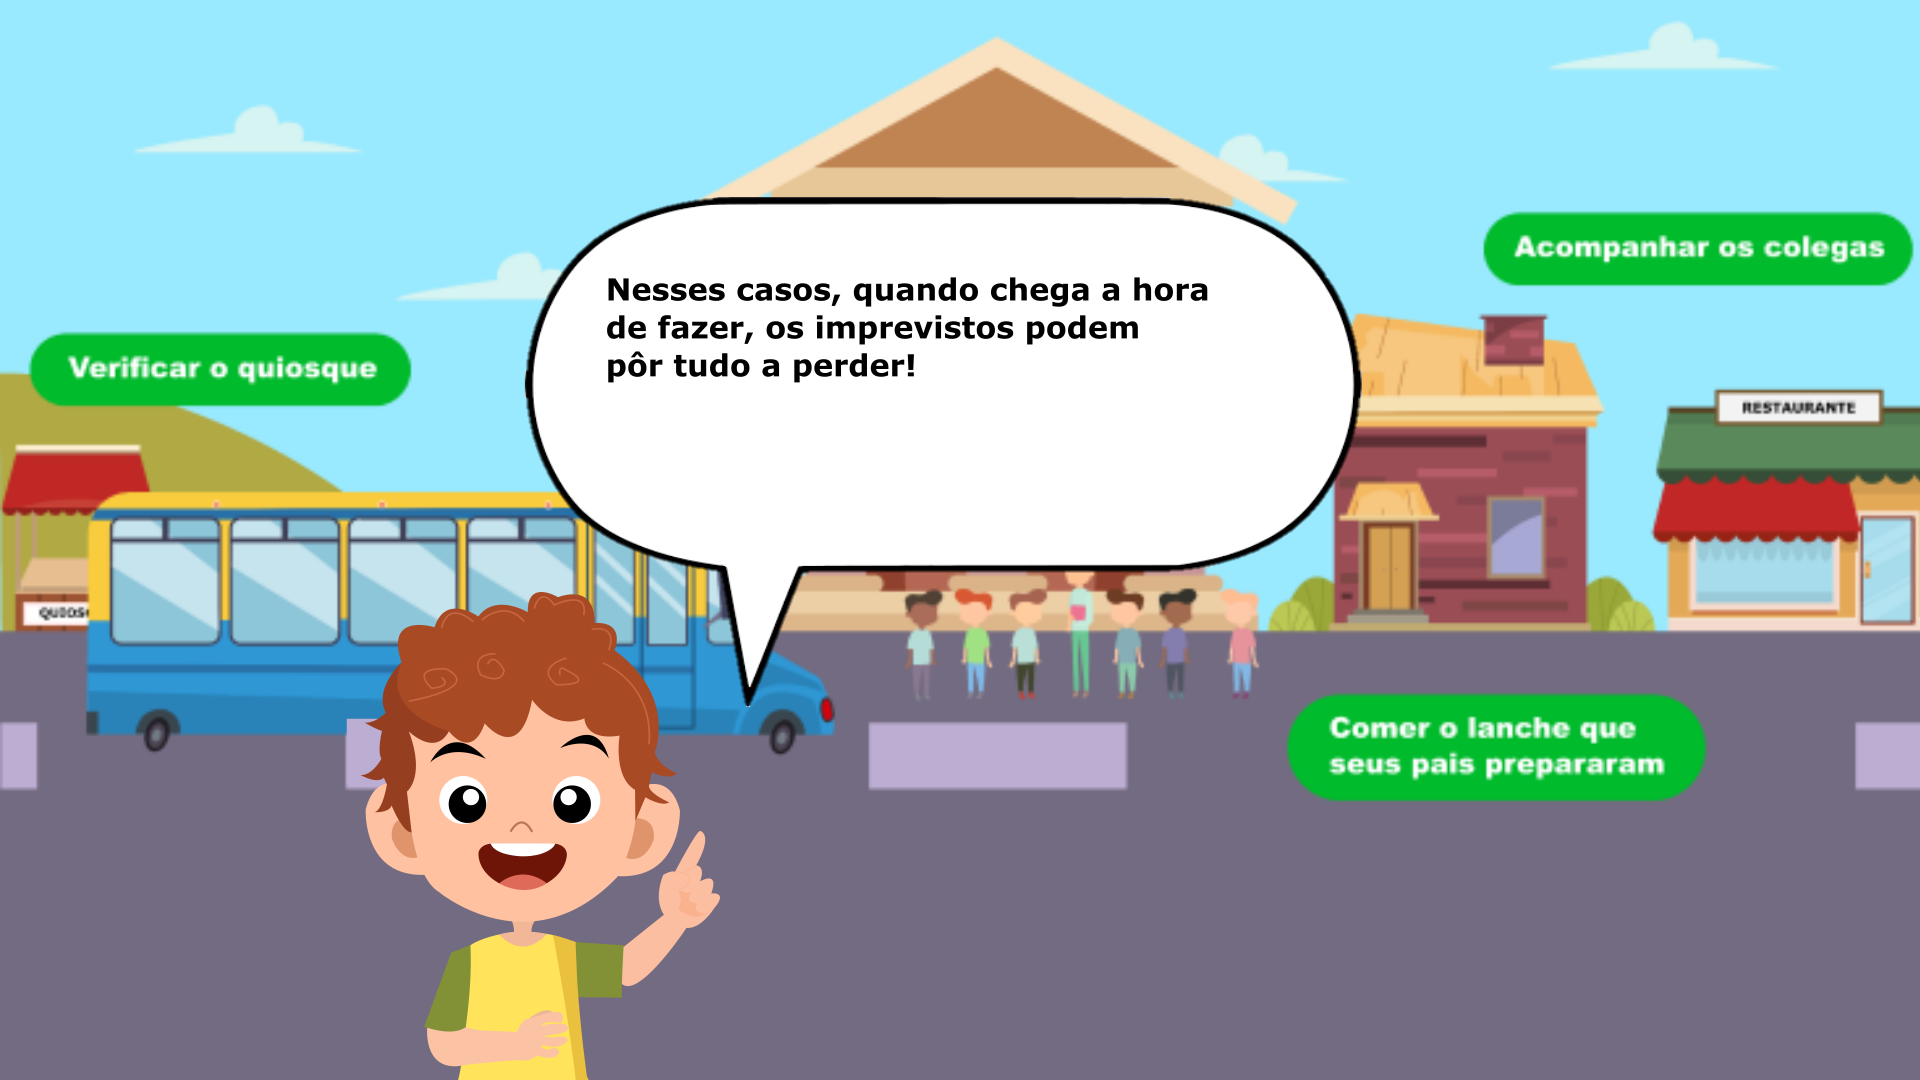 Nesses casos, quando chega a hora
de fazer, os imprevistos podem
pôr tudo a perder!
Acompanhar os colegas
Verificar o quiosque
RESTAURANTE
Comer o lanche que
seus pais prepararam